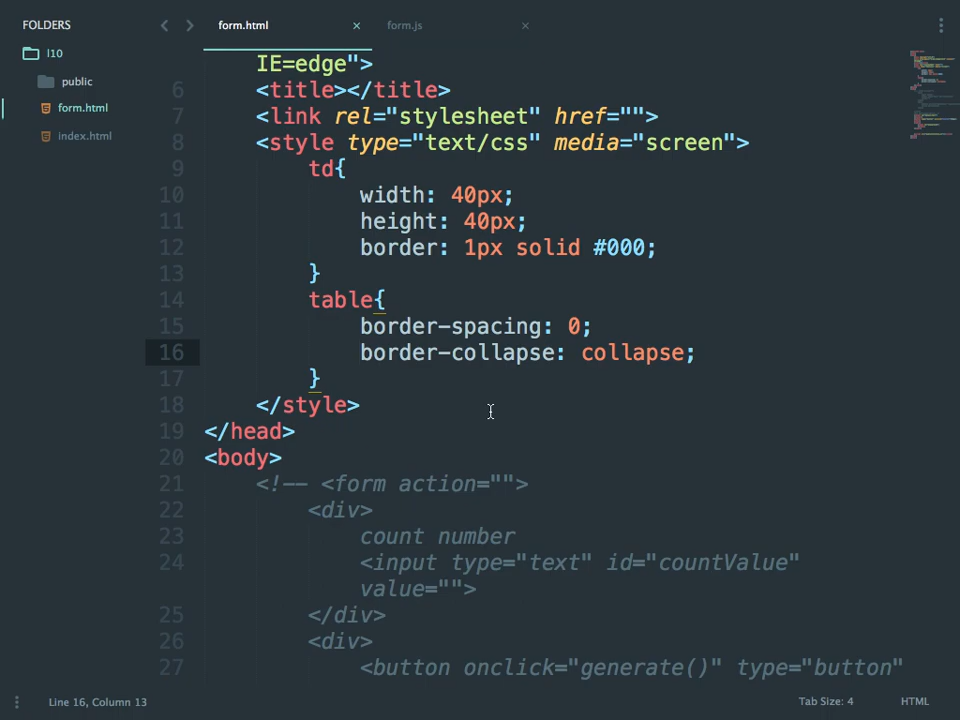 FOLDERS
l10
public
form.html
index.html
form.html
form.js
IE=edge">
6 <title></title>
7 <link rel="stylesheet" href="">
8 <style type="text/css" media="screen">
9 td{
10 width: 40px;
11 height: 40px;
12 border: 1px solid #000;
13 }
14 table{
15 border-spacing: 0;
16 border-collapse: collapse;
17 }
18 </style>
19 </head>
20 <body>
21 <!-- <form action="">
22 <div>
23 count number
24 <input type="text" id="countValue"
value="">
25 </div>
26 <div>
27 <button onclick="generate()" type="button"
Line 16, Column 13
Tab Size: 4
HTML